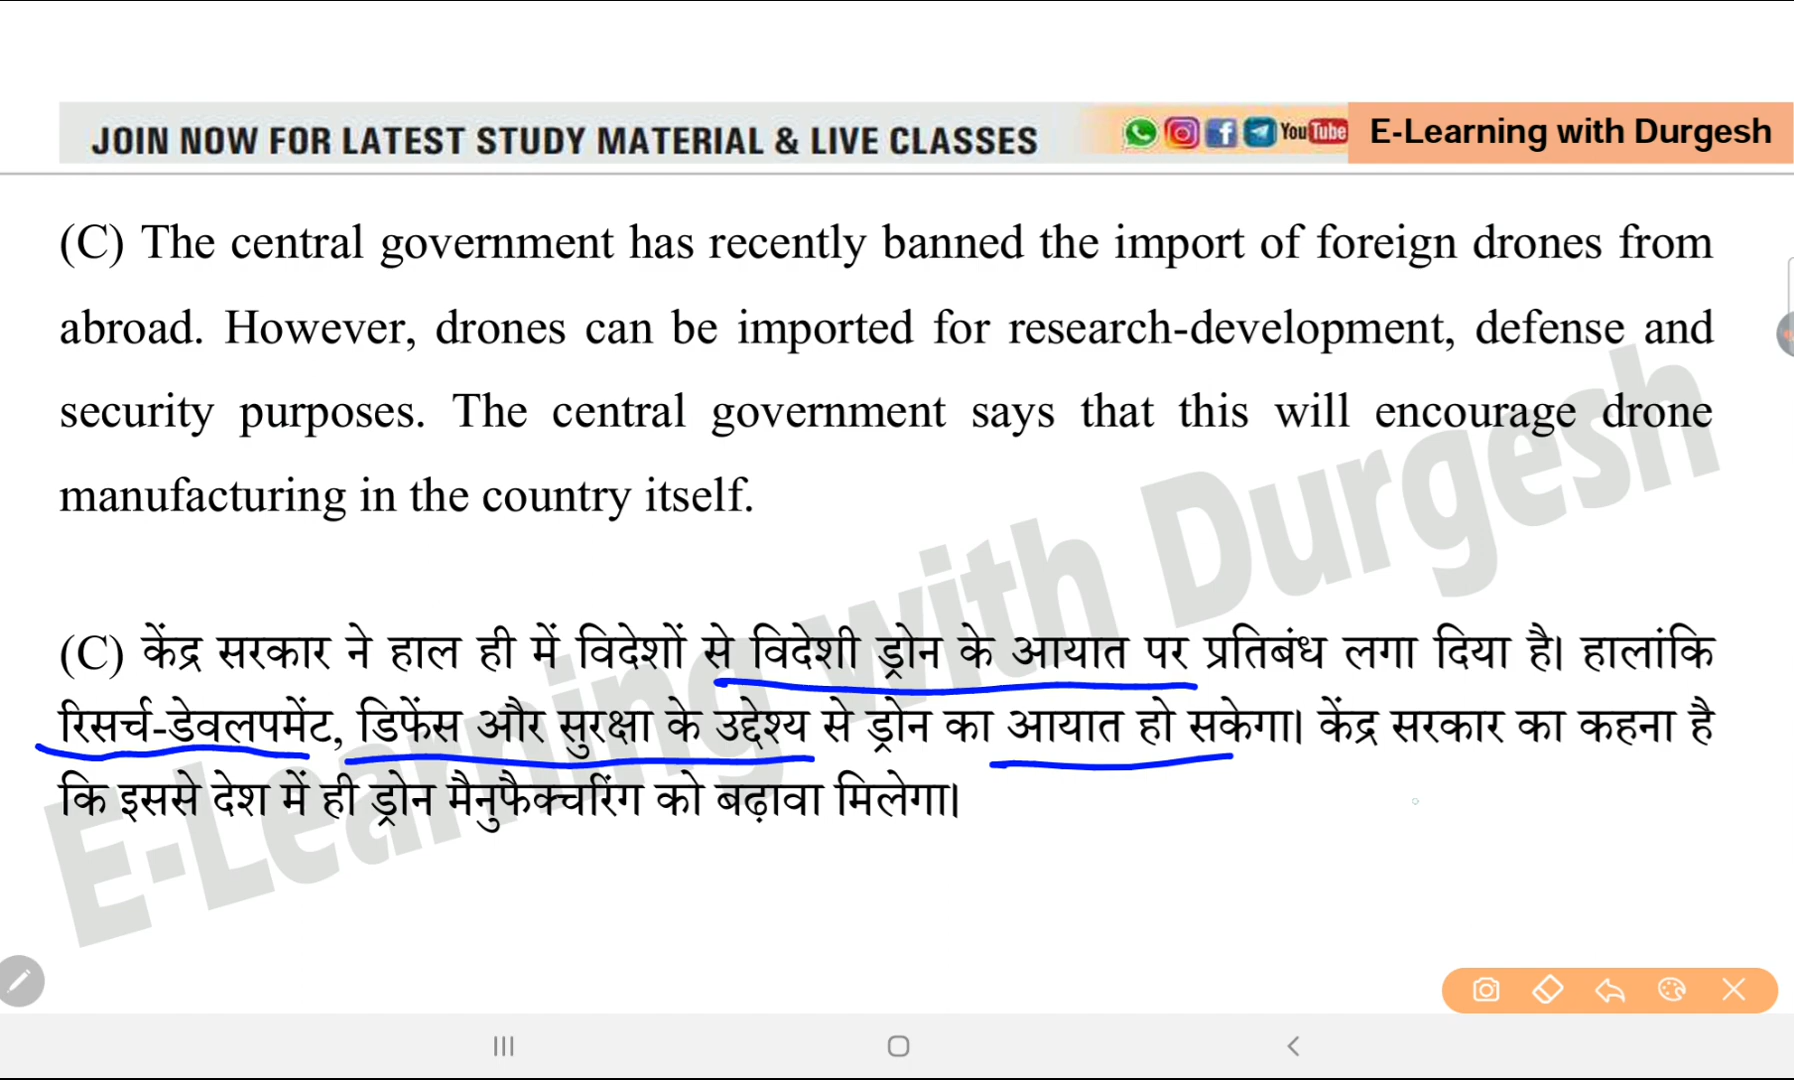 JOIN NOW FOR LATEST STUDY MATERIAL & LIVE CLASSES YouTube E-Learning with Durgesh
(C) The central government has recently banned the import of foreign drones from
abroad. However, drones can be imported for research-development, defense and
security purposes. The central government says that this will encourage drone
manufacturing in the country itself.
(C) केंद्र सरकार ने हाल ही में विदेशों से विदेशी ड्रोन के आयात पर प्रतिबंध लगा दिया है। हालांकि
रिसर्च-डेवलपमेंट, डिफेंस और सुरक्षा के उद्देश्य से ड्रोन का आयात हो सकेगा। केंद्र सरकार का कहना है
कि इससे देश में ही ड्रोन मैनुफैक्चरिंग को बढ़ावा मिलेगा।
E-Learning with Durgesh